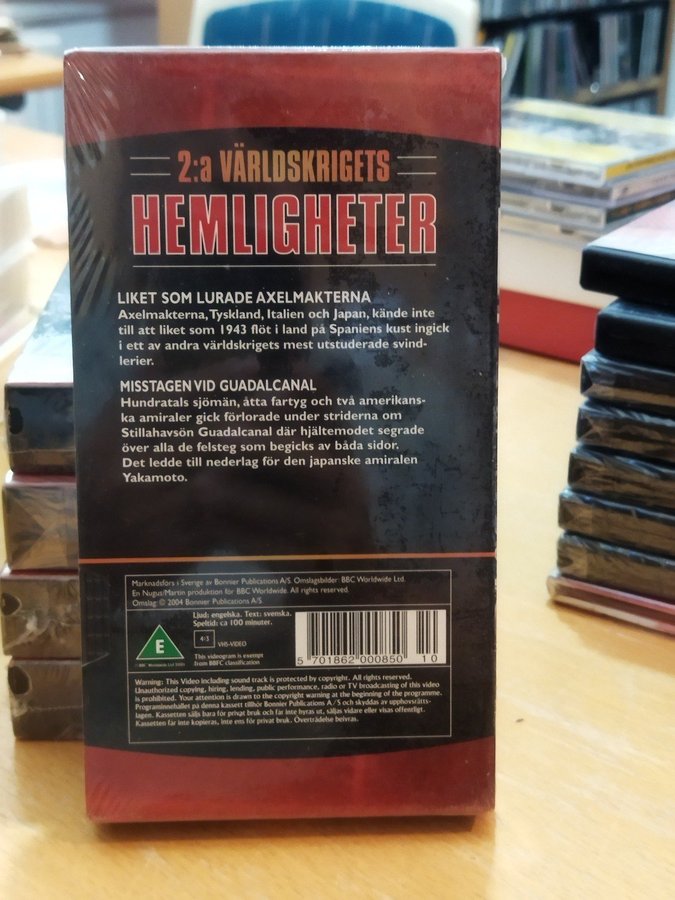 2:a VÄRLDSKRIGETS
HEMLIGHETER
LIKET SOM LURADE AXELMAKTERNA
Axelmakterna, Tyskland, Italien och Japan, kände inte
till att liket som 1943 flöt i land på Spaniens kust ingick
i ett av andra världskrigets mest utstuderade svind-
lerier.
MISSTAGEN VID GUADALCANAL
Hundratals sjömän, åtta fartyg och två amerikans-
ka amiraler gick förlorade under striderna om
Stillahavsön Guadalcanal där hjältemodet segrade
över alla de felsteg som begicks av båda sidor.
Det ledde till nederlag för den japanske amiralen
Yakamoto.
Marknadsförs i Sverige av Bonnier Publications A/S. Omslagsbilder: BBC Worldwide Ltd.
En Nugus/Martin produktion för BBC Worldwide. All rights reserved.
Omslag: © 2004 Bonnier Publications A/S
Ljud: engelska. Text: svenska.
Speltid: ca 100 minuter.
E
4:3
VHS-VIDEO
This videogram is exempt
from BBFC classification
© BBC Worldwide Ltd
5 701862 000850 10
Warning: This Video including sound track is protected by copyright. All rights reserved.
Unauthorized copying, hiring, lending, public performance, radio or TV broadcasting of this video
is prohibited. Your attention is drawn to the copyright warning at the beginning of the programme.
Programinnehållet på denna kassett tillhör Bonnier Publications A/S och skyddas av upphovsrätts-
lagen. Kassetten säljs bara för privat bruk och får inte hyras ut, säljas vidare eller visas offentligt.
Kassetten får inte kopieras, inte ens för privat bruk. Överträdelse beivras.